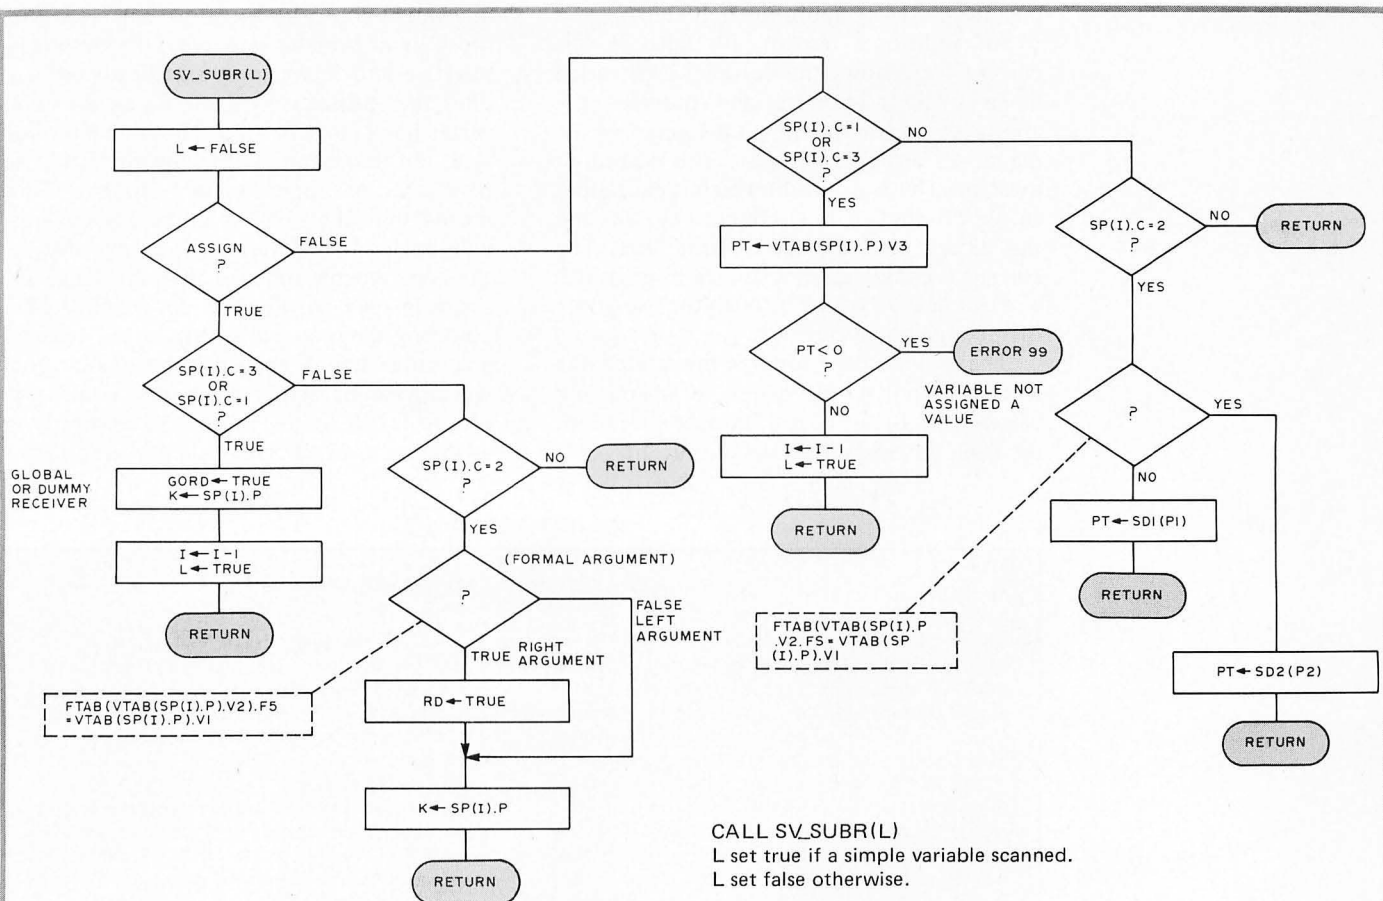 SV_SUBR(L)
L ← FALSE
ASSIGN
?
FALSE
TRUE
SP(I).C=3
OR
SP(I).C=1
?
FALSE
TRUE
GLOBAL
OR DUMMY
RECEIVER
GORD ← TRUE
K ← SP(I).P
I ← I-1
L ← TRUE
RETURN
SP(I).C=2
?
NO
RETURN
YES
(FORMAL ARGUMENT)
?
FALSE
LEFT
ARGUMENT
TRUE RIGHT
ARGUMENT
FTAB(VTAB(SP(I).P).V2).F5
=VTAB(SP(I).P).V1
RD ← TRUE
K ← SP(I).P
RETURN
SP(I).C=1
OR
SP(I).C=3
?
NO
YES
PT ← VTAB(SP(I).P) V3
PT < 0
?
YES
ERROR 99
VARIABLE NOT
ASSIGNED A
VALUE
NO
I ← I-1
L ← TRUE
RETURN
SP(I).C=2
?
NO
RETURN
YES
?
YES
NO
PT ← SD1(P1)
RETURN
FTAB(VTAB(SP(I).P
.V2.FS=VTAB(SP
(I).P).V1
PT ← SD2(P2)
RETURN
CALL SV_SUBR(L)
L set true if a simple variable scanned.
L set false otherwise.